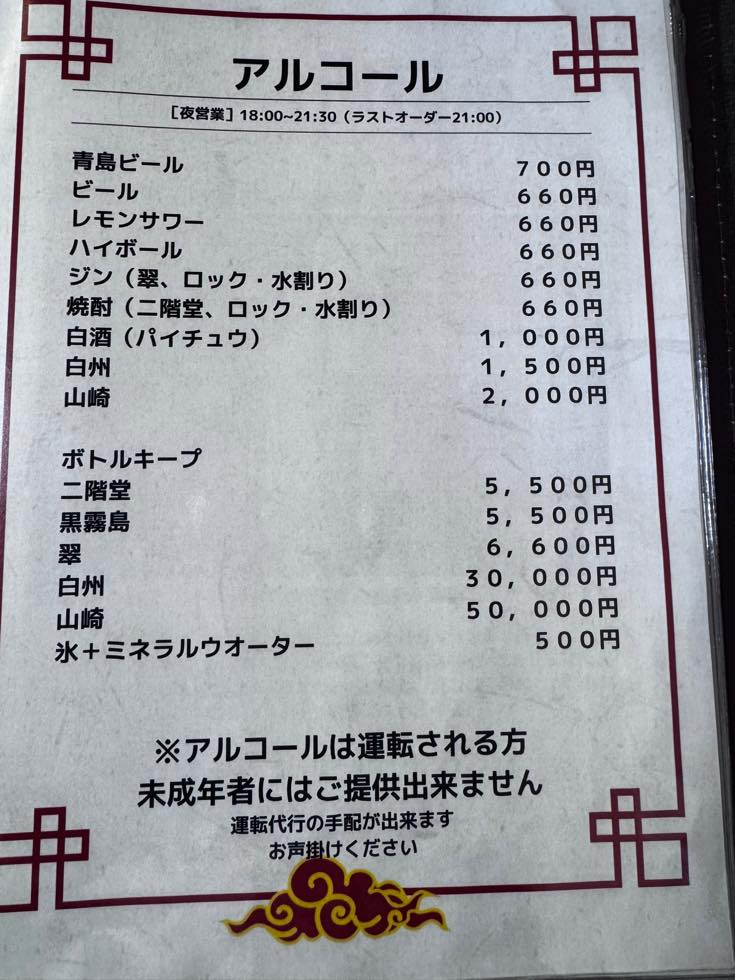 アルコール
［夜営業］18:00~21:30（ラストオーダー21:00）
青島ビール　７００円
ビール　６６０円
レモンサワー　６６０円
ハイボール　６６０円
ジン（翠、ロック・水割り）　６６０円
焼酎（二階堂、ロック・水割り）　６６０円
白酒（パイチュウ）　１，０００円
白州　１，５００円
山崎　２，０００円
ボトルキープ
二階堂　５，５００円
黒霧島　５，５００円
翠　６，６００円
白州　３０，０００円
山崎　５０，０００円
氷＋ミネラルウオーター　５００円
※アルコールは運転される方
未成年者にはご提供出来ません
運転代行の手配が出来ます
お声掛けください